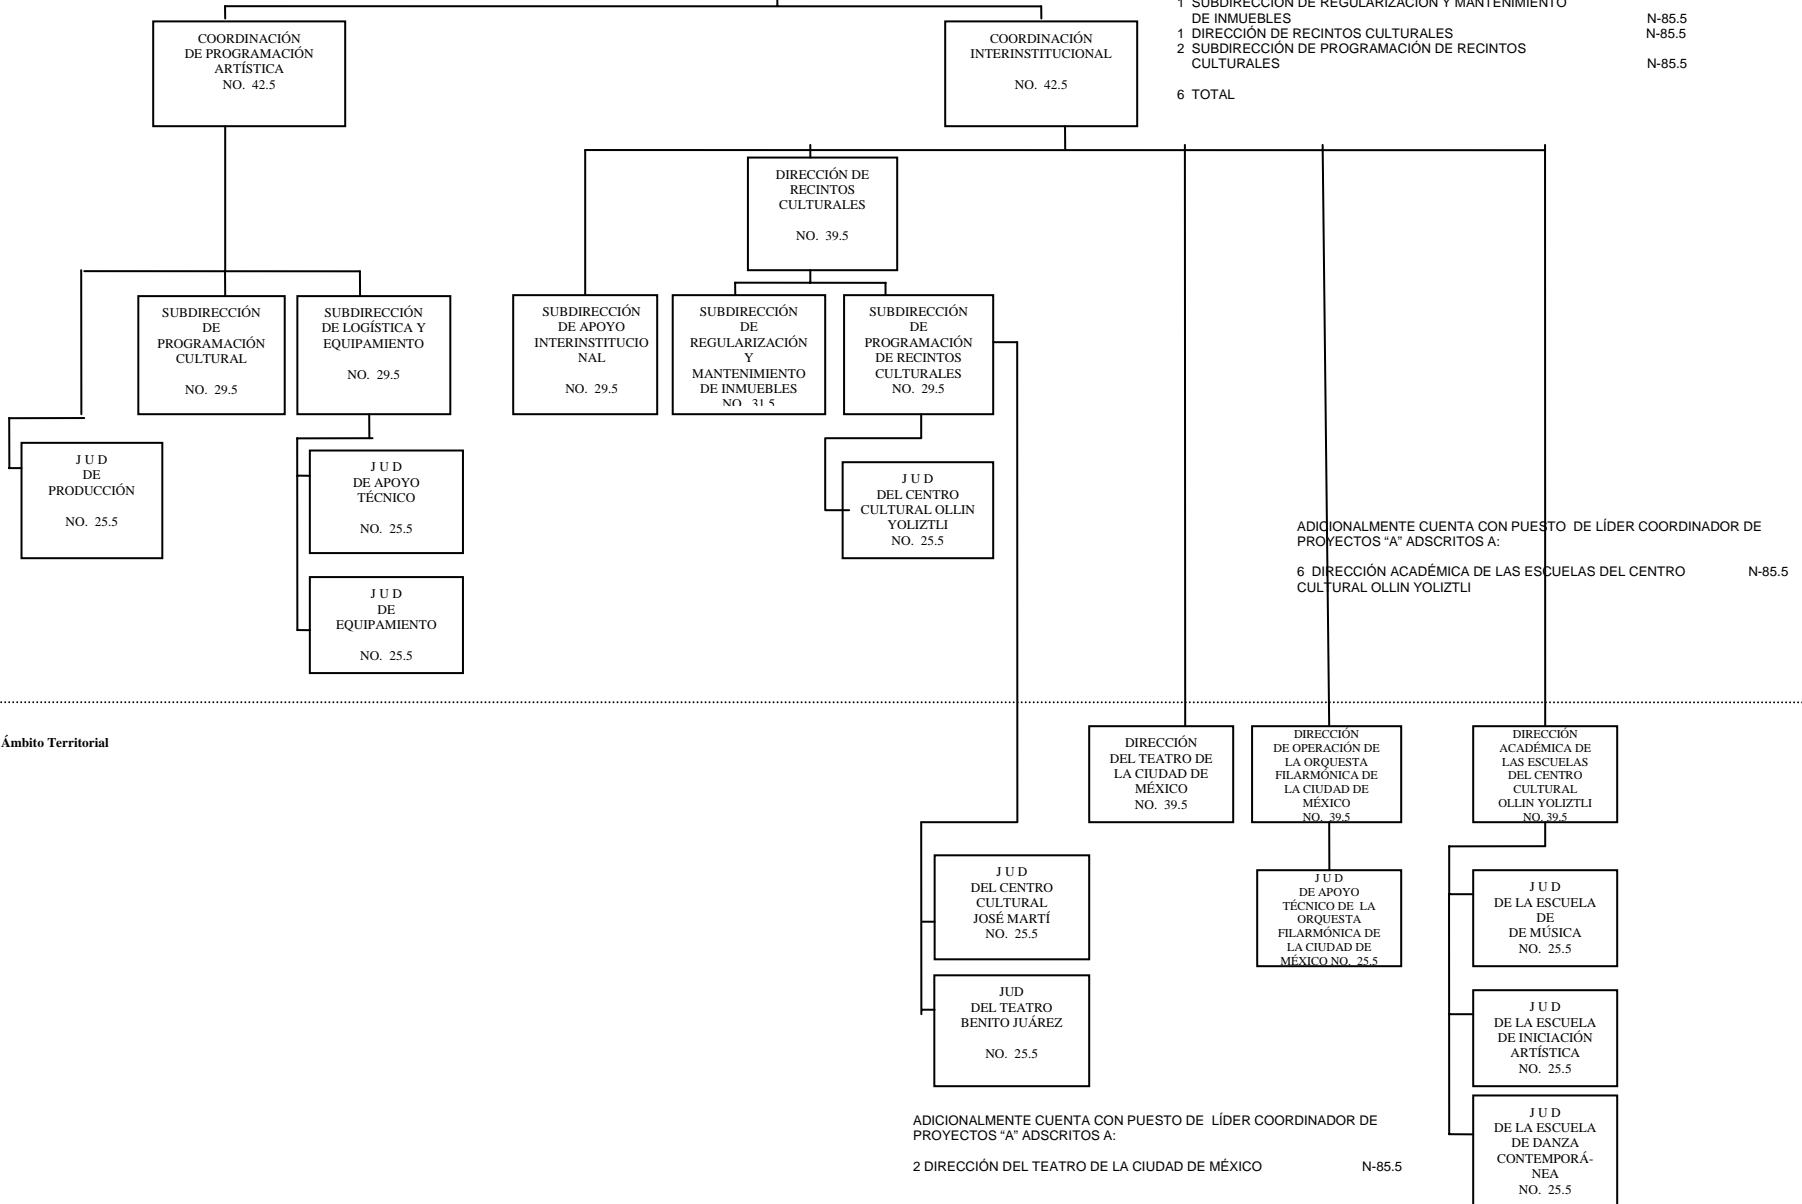 1 SUBDIRECCIÓN DE REGULARIZACIÓN Y MANTENIMIENTO
DE INMUEBLES N-85.5
1 DIRECCIÓN DE RECINTOS CULTURALES N-85.5
2 SUBDIRECCIÓN DE PROGRAMACIÓN DE RECINTOS
CULTURALES N-85.5
6 TOTAL
COORDINACIÓN
DE PROGRAMACIÓN
ARTÍSTICA
NO. 42.5
COORDINACIÓN
INTERINSTITUCIONAL
NO. 42.5
DIRECCIÓN DE
RECINTOS
CULTURALES
NO. 39.5
SUBDIRECCIÓN
DE
PROGRAMACIÓN
CULTURAL
NO. 29.5
SUBDIRECCIÓN
DE LOGÍSTICA Y
EQUIPAMIENTO
NO. 29.5
SUBDIRECCIÓN
DE APOYO
INTERINSTITUCIO
NAL
NO. 29.5
SUBDIRECCIÓN
DE
REGULARIZACIÓN
Y
MANTENIMIENTO
DE INMUEBLES
NO. 31.5
SUBDIRECCIÓN
DE
PROGRAMACIÓN
DE RECINTOS
CULTURALES
NO. 29.5
J U D
DE
PRODUCCIÓN
NO. 25.5
J U D
DE APOYO
TÉCNICO
NO. 25.5
J U D
DEL CENTRO
CULTURAL OLLIN
YOLIZTLI
NO. 25.5
J U D
DE
EQUIPAMIENTO
NO. 25.5
ADICIONALMENTE CUENTA CON PUESTO DE LÍDER COORDINADOR DE
PROYECTOS “A” ADSCRITOS A:
6 DIRECCIÓN ACADÉMICA DE LAS ESCUELAS DEL CENTRO N-85.5
CULTURAL OLLIN YOLIZTLI
Ámbito Territorial
DIRECCIÓN
DEL TEATRO DE
LA CIUDAD DE
MÉXICO
NO. 39.5
DIRECCIÓN
DE OPERACIÓN DE
LA ORQUESTA
FILARMÓNICA DE
LA CIUDAD DE
MÉXICO
NO. 39.5
DIRECCIÓN
ACADÉMICA DE
LAS ESCUELAS
DEL CENTRO
CULTURAL
OLLIN YOLIZTLI
NO. 39.5
J U D
DEL CENTRO
CULTURAL
JOSÉ MARTÍ
NO. 25.5
J U D
DE APOYO
TÉCNICO DE LA
ORQUESTA
FILARMÓNICA DE
LA CIUDAD DE
MÉXICO NO. 25.5
J U D
DE LA ESCUELA
DE
DE MÚSICA
NO. 25.5
JUD
DEL TEATRO
BENITO JUÁREZ
NO. 25.5
J U D
DE LA ESCUELA
DE INICIACIÓN
ARTÍSTICA
NO. 25.5
J U D
DE LA ESCUELA
DE DANZA
CONTEMPORÁ-
NEA
NO. 25.5
ADICIONALMENTE CUENTA CON PUESTO DE LÍDER COORDINADOR DE
PROYECTOS “A” ADSCRITOS A:
2 DIRECCIÓN DEL TEATRO DE LA CIUDAD DE MÉXICO N-85.5